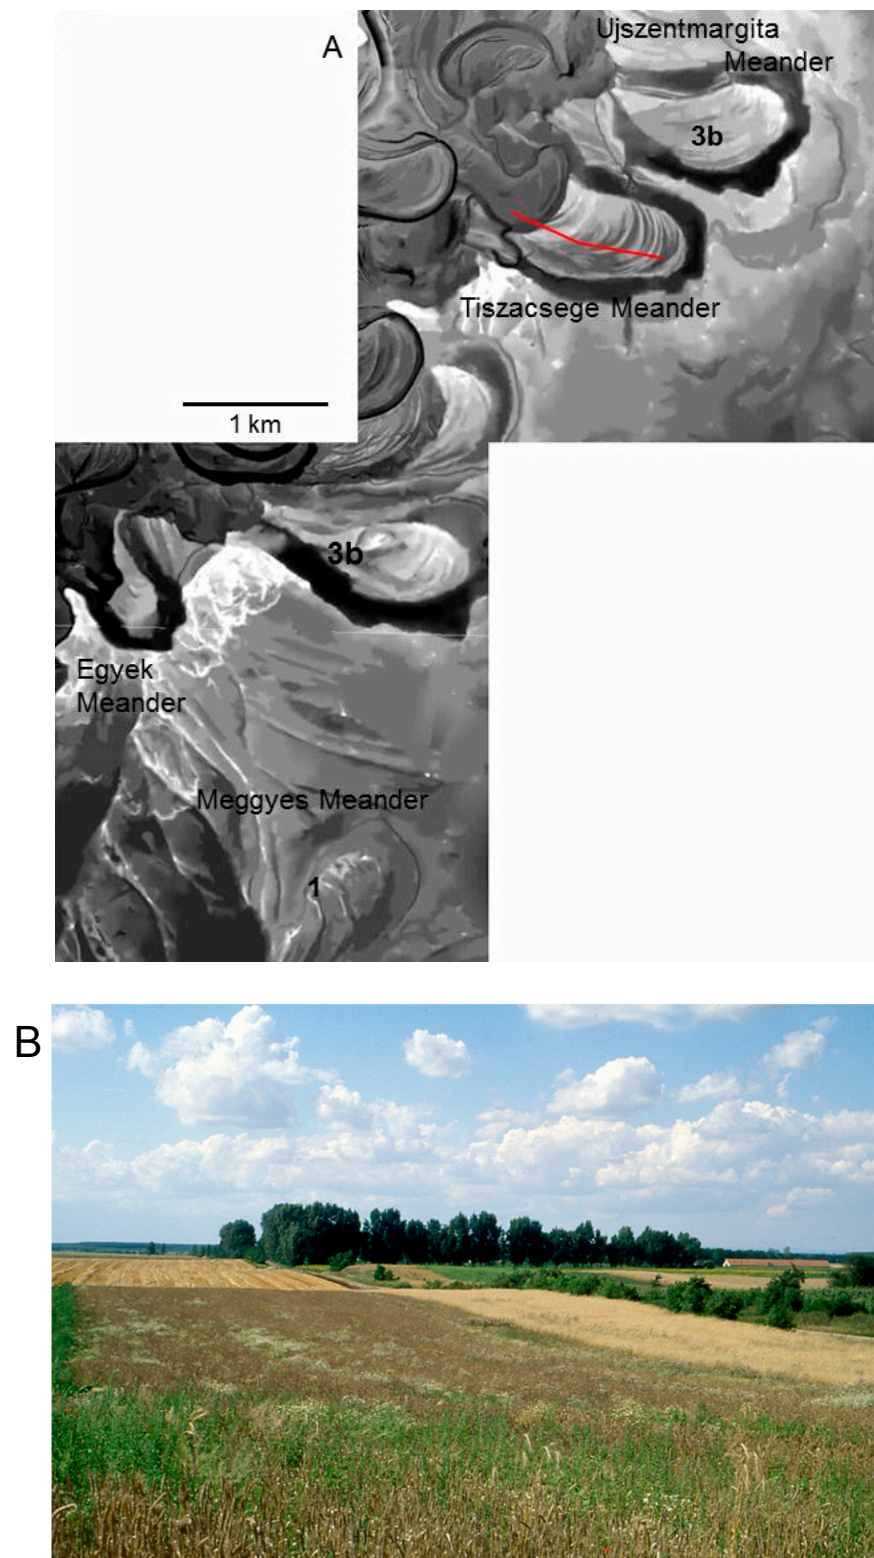 A
Ujszentmargita
Meander
3b
Tiszacsege Meander
1 km
3b
Egyek
Meander
Meggyes Meander
1
B